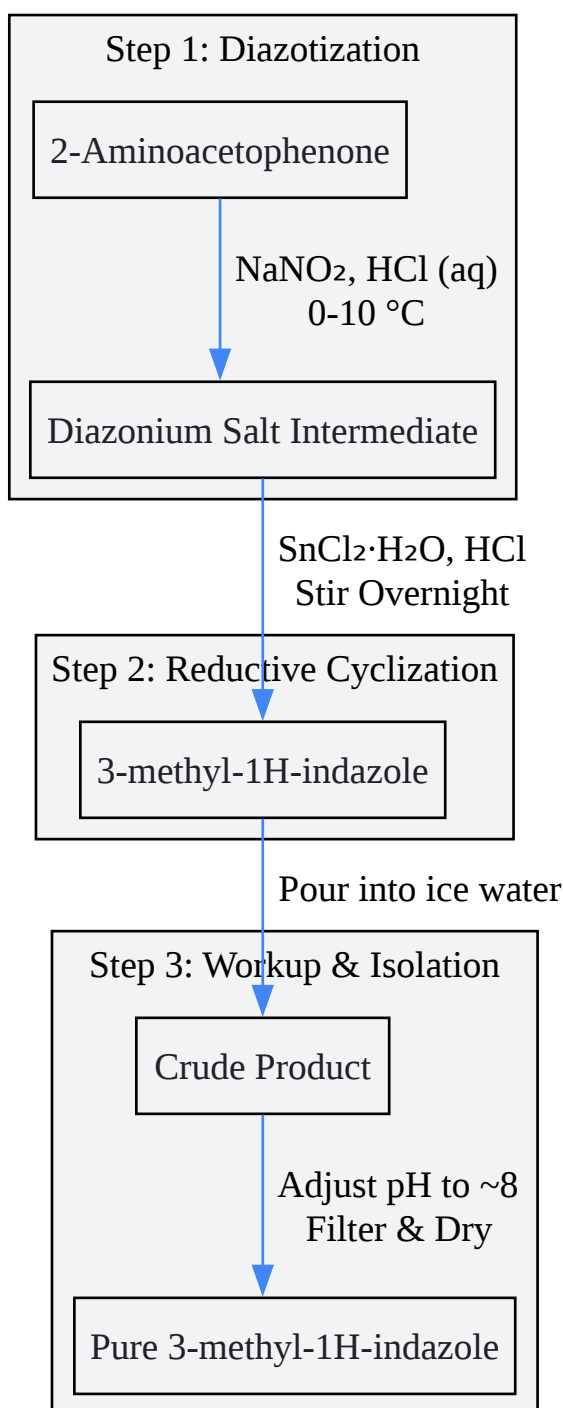 Step 1: Diazotization
2-Aminoacetophenone
NaNO₂, HCl (aq)
0-10 °C
Diazonium Salt Intermediate
SnCl₂·H₂O, HCl
Stir Overnight
Step 2: Reductive Cyclization
3-methyl-1H-indazole
Pour into ice water
Step 3: Workup & Isolation
Crude Product
Adjust pH to ~8
Filter & Dry
Pure 3-methyl-1H-indazole